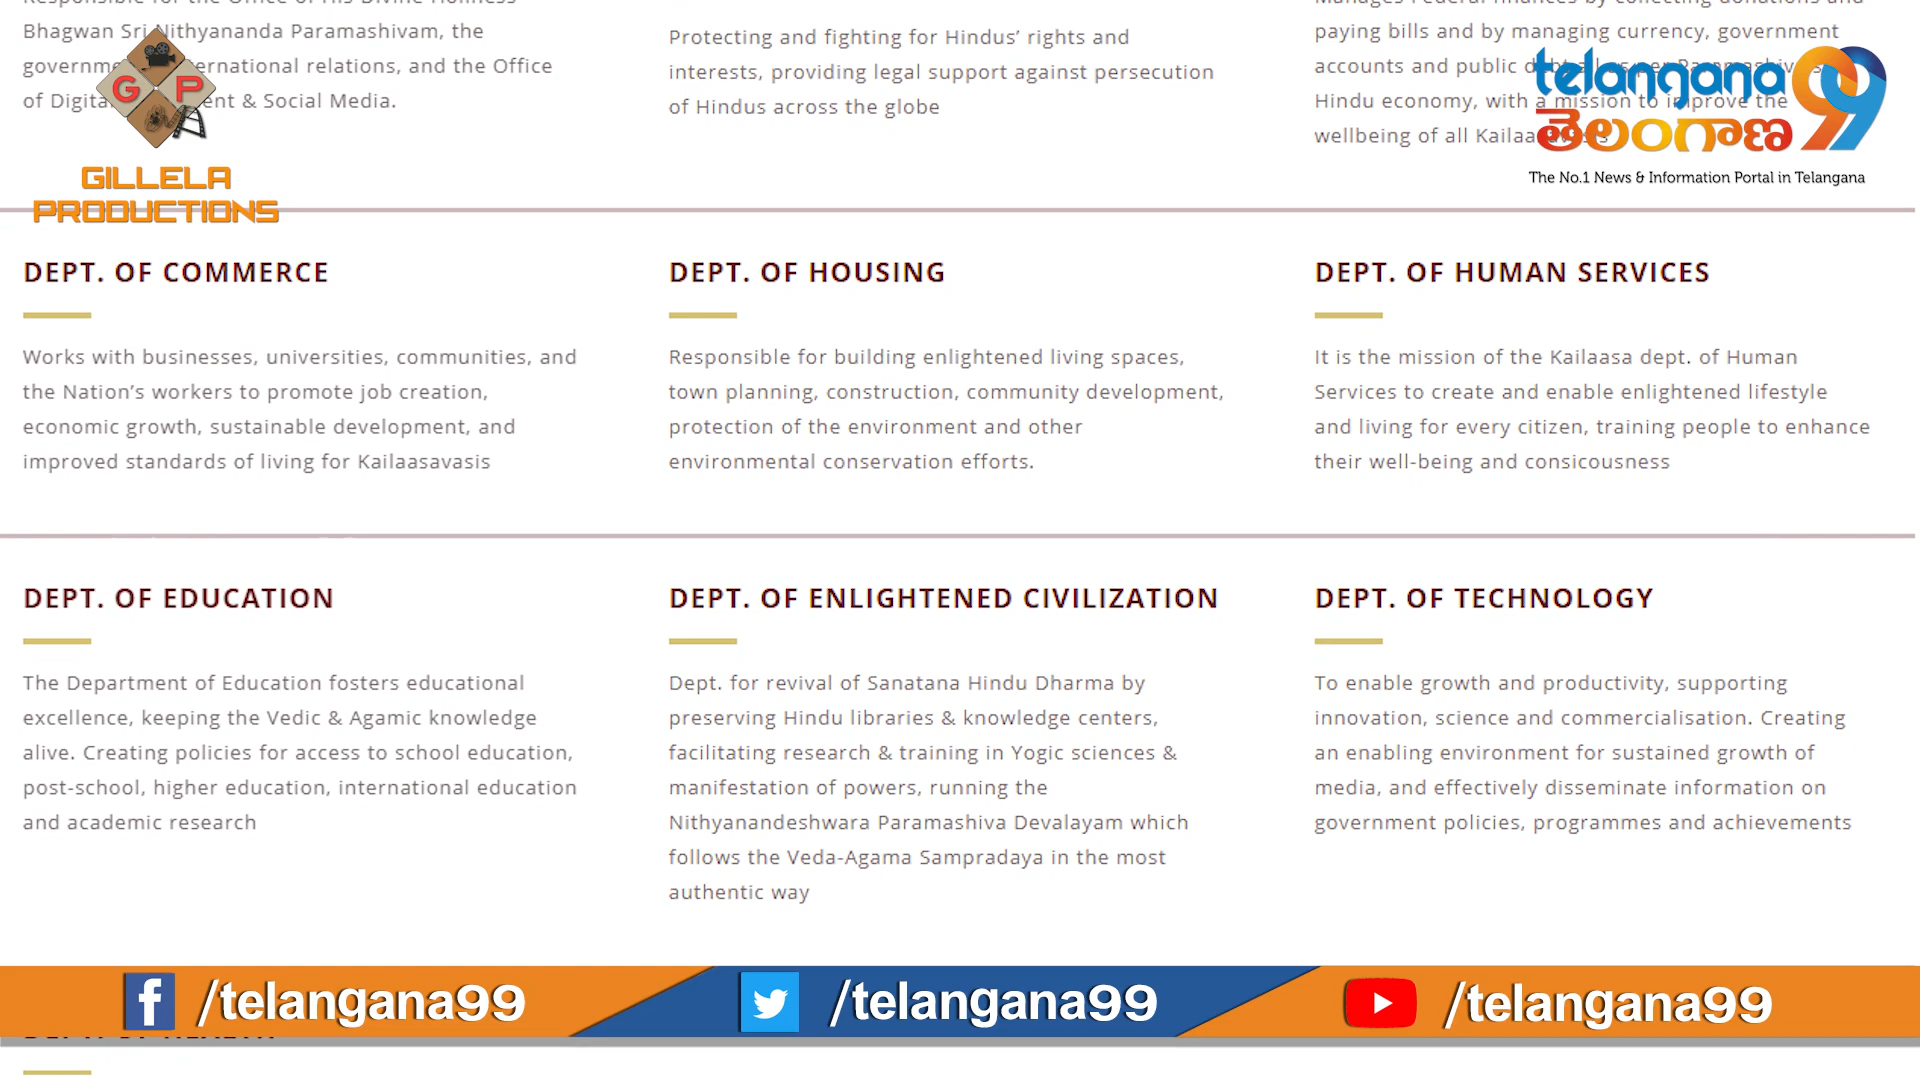 Bhagwan Sri Nithyananda Paramashivam, the
international relations, and the Office
of & Social Media.
Protecting and fighting for Hindus’ rights and
interests, providing legal support against persecution
of Hindus across the globe
Manages Federal finances by collecting donations and
paying bills and by managing currency, government
accounts and public
Hindu economy, with a mission to improve the
wellbeing of all
G P
GILLELA
PRODUCTIONS
telangana 99
తెలంగాణ
The No.1 News & Information Portal in Telangana
DEPT. OF COMMERCE
Works with businesses, universities, communities, and
the Nation’s workers to promote job creation,
economic growth, sustainable development, and
improved standards of living for Kailaasavasis
DEPT. OF HOUSING
Responsible for building enlightened living spaces,
town planning, construction, community development,
protection of the environment and other
environmental conservation efforts.
DEPT. OF HUMAN SERVICES
It is the mission of the Kailaasa dept. of Human
Services to create and enable enlightened lifestyle
and living for every citizen, training people to enhance
their well-being and consicousness
DEPT. OF EDUCATION
The Department of Education fosters educational
excellence, keeping the Vedic & Agamic knowledge
alive. Creating policies for access to school education,
post-school, higher education, international education
and academic research
DEPT. OF ENLIGHTENED CIVILIZATION
Dept. for revival of Sanatana Hindu Dharma by
preserving Hindu libraries & knowledge centers,
facilitating research & training in Yogic sciences &
manifestation of powers, running the
Nithyanandeshwara Paramashiva Devalayam which
follows the Veda-Agama Sampradaya in the most
authentic way
DEPT. OF TECHNOLOGY
To enable growth and productivity, supporting
innovation, science and commercialisation. Creating
an enabling environment for sustained growth of
media, and effectively disseminate information on
government policies, programmes and achievements
/telangana99
/telangana99
/telangana99